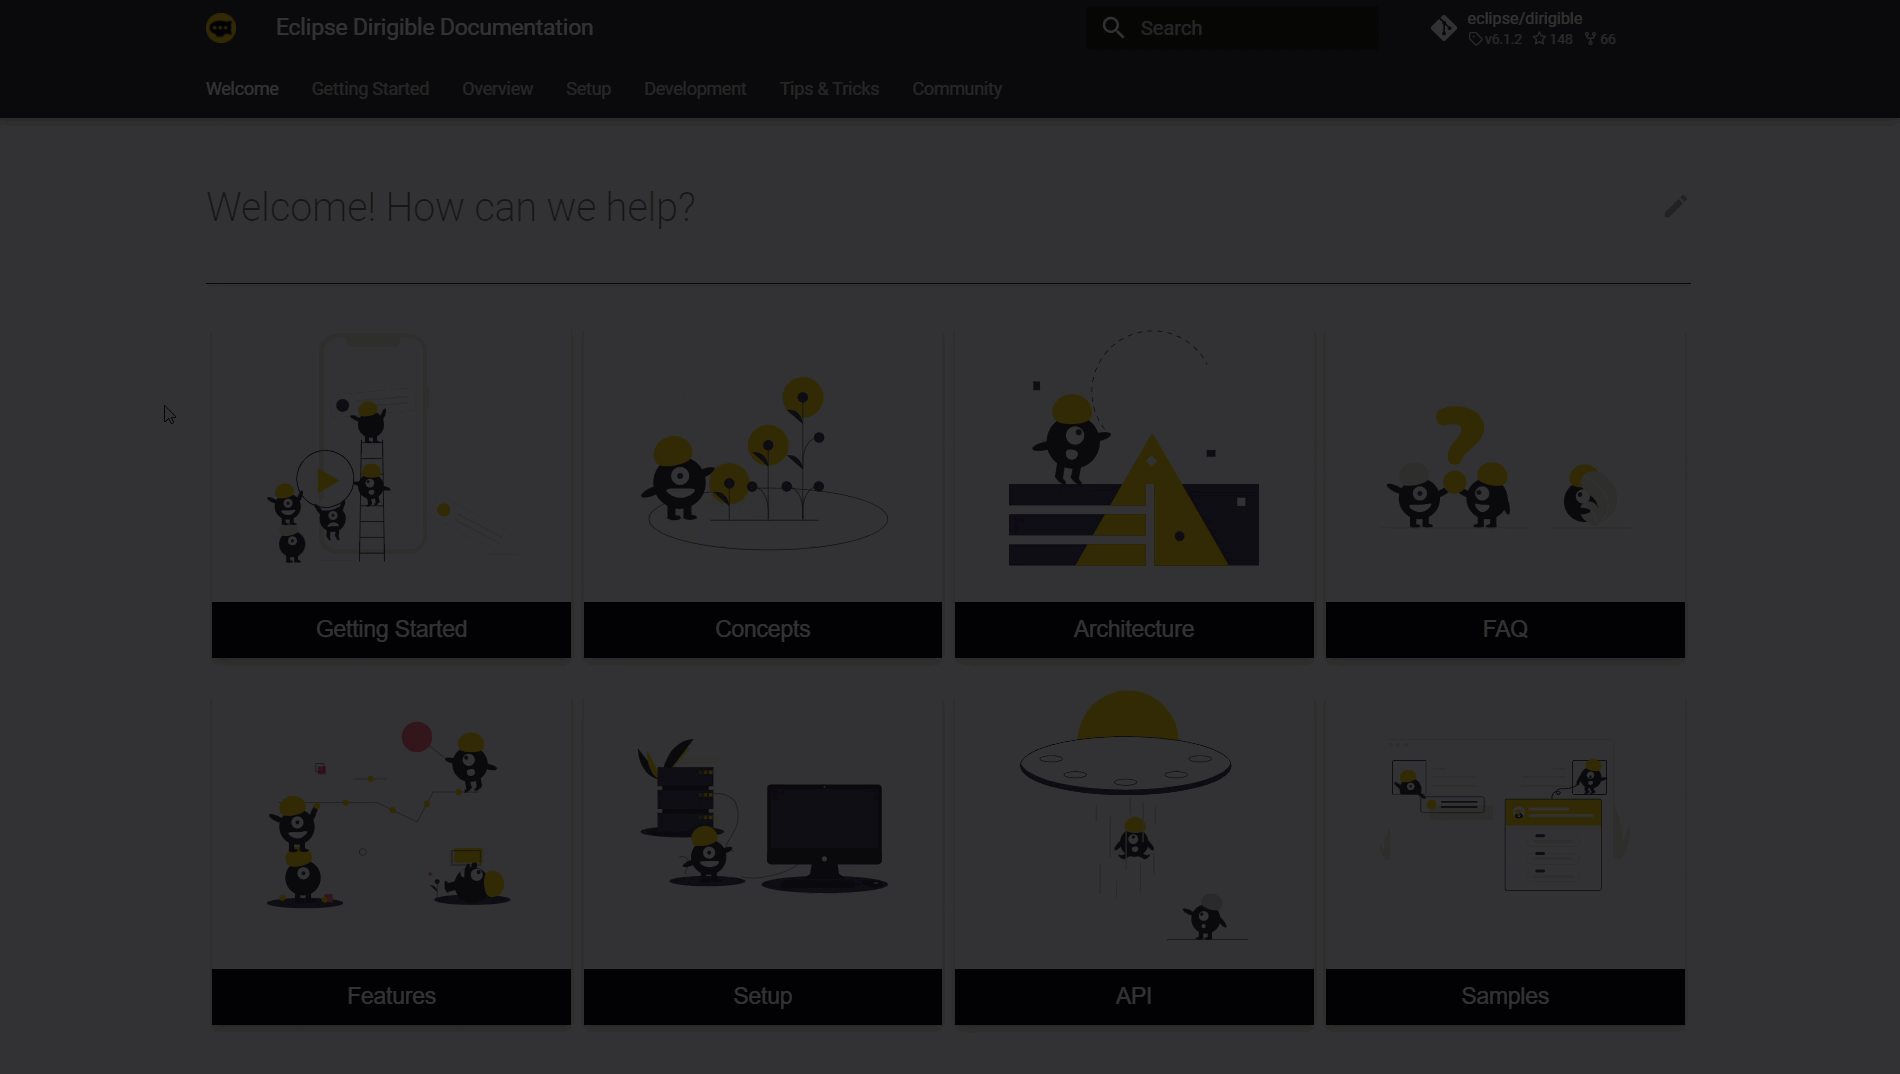 Eclipse Dirigible Documentation
Search
eclipse/dirigible
v6.1.2 148 66
Welcome Getting Started Overview Setup Development Tips & Tricks Community
Welcome! How can we help?
Getting Started
Concepts
Architecture
FAQ
Features
Setup
API
Samples